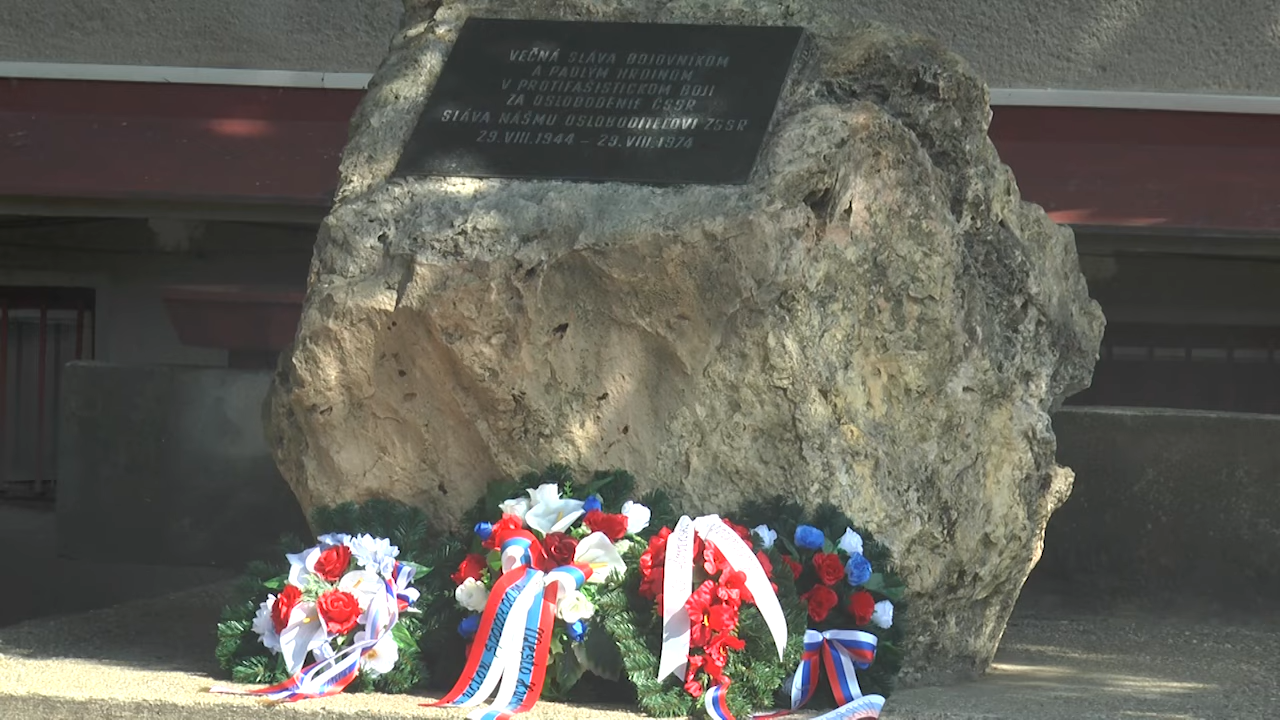 VEČNÁ SLÁVA BOJOVNÍKOM
A PADLÝM HRDINOM
V PROTIFAŠISTICKOM BOJI
ZA OSLOBODENIE ČSSR
SLÁVA NÁŠMU OSLOBODITEĽOVI ZSSR
29.VIII.1944 – 29.VIII.1974